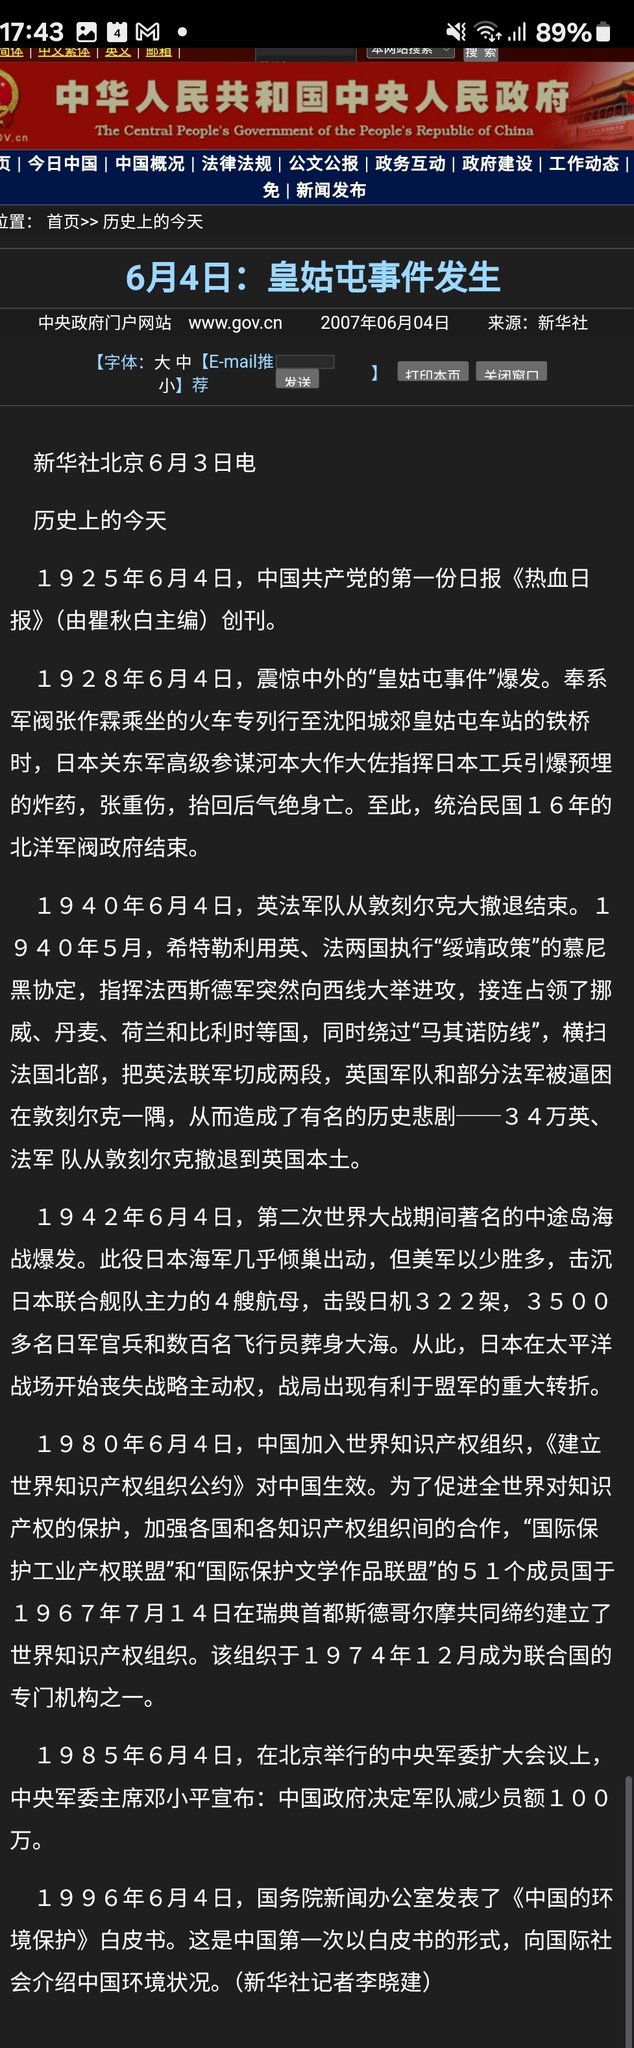 17:43 4 89%
简体 | 中文繁体 | 英文 | 邮箱 | 本网站搜索 搜 索
中华人民共和国中央人民政府
OV.cn The Central People's Government of the People's Republic of China
页 | 今日中国 | 中国概况 | 法律法规 | 公文公报 | 政务互动 | 政府建设 | 工作动态 |
免 | 新闻发布
位置： 首页>> 历史上的今天
6月4日：皇姑屯事件发生
中央政府门户网站 www.gov.cn 2007年06月04日 来源：新华社
【字体：大 中【E-mail推 】 打印本页 关闭窗口
小】荐 发送
新华社北京６月３日电
历史上的今天
１９２５年６月４日，中国共产党的第一份日报《热血日
报》（由瞿秋白主编）创刊。
１９２８年６月４日，震惊中外的“皇姑屯事件”爆发。奉系
军阀张作霖乘坐的火车专列行至沈阳城郊皇姑屯车站的铁桥
时，日本关东军高级参谋河本大作大佐指挥日本工兵引爆预埋
的炸药，张重伤，抬回后气绝身亡。至此，统治民国１６年的
北洋军阀政府结束。
１９４０年６月４日，英法军队从敦刻尔克大撤退结束。１
９４０年５月，希特勒利用英、法两国执行“绥靖政策”的慕尼
黑协定，指挥法西斯德军突然向西线大举进攻，接连占领了挪
威、丹麦、荷兰和比利时等国，同时绕过“马其诺防线”，横扫
法国北部，把英法联军切成两段，英国军队和部分法军被逼困
在敦刻尔克一隅，从而造成了有名的历史悲剧——３４万英、
法军 队从敦刻尔克撤退到英国本土。
１９４２年６月４日，第二次世界大战期间著名的中途岛海
战爆发。此役日本海军几乎倾巢出动，但美军以少胜多，击沉
日本联合舰队主力的４艘航母，击毁日机３２２架，３５００
多名日军官兵和数百名飞行员葬身大海。从此，日本在太平洋
战场开始丧失战略主动权，战局出现有利于盟军的重大转折。
１９８０年６月４日，中国加入世界知识产权组织，《建立
世界知识产权组织公约》对中国生效。为了促进全世界对知识
产权的保护，加强各国和各知识产权组织间的合作，“国际保
护工业产权联盟”和“国际保护文学作品联盟”的５１个成员国于
１９６７年７月１４日在瑞典首都斯德哥尔摩共同缔约建立了
世界知识产权组织。该组织于１９７４年１２月成为联合国的
专门机构之一。
１９８５年６月４日，在北京举行的中央军委扩大会议上，
中央军委主席邓小平宣布：中国政府决定军队减少员额１００
万。
１９９６年６月４日，国务院新闻办公室发表了《中国的环
境保护》白皮书。这是中国第一次以白皮书的形式，向国际社
会介绍中国环境状况。（新华社记者李晓建）